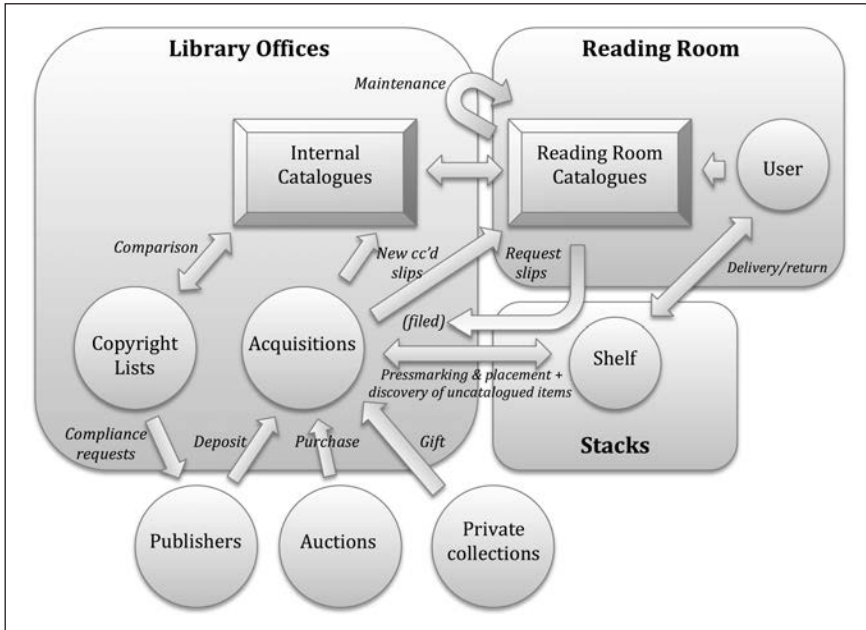 Library Offices
Reading Room
Maintenance
Internal
Catalogues
Reading Room
Catalogues
User
Comparison
New cc'd
slips
Request
slips
Delivery/return
(filed)
Copyright
Lists
Acquisitions
Shelf
Pressmarking & placement +
discovery of uncatalogued items
Stacks
Compliance
requests
Deposit
Purchase
Gift
Publishers
Auctions
Private
collections